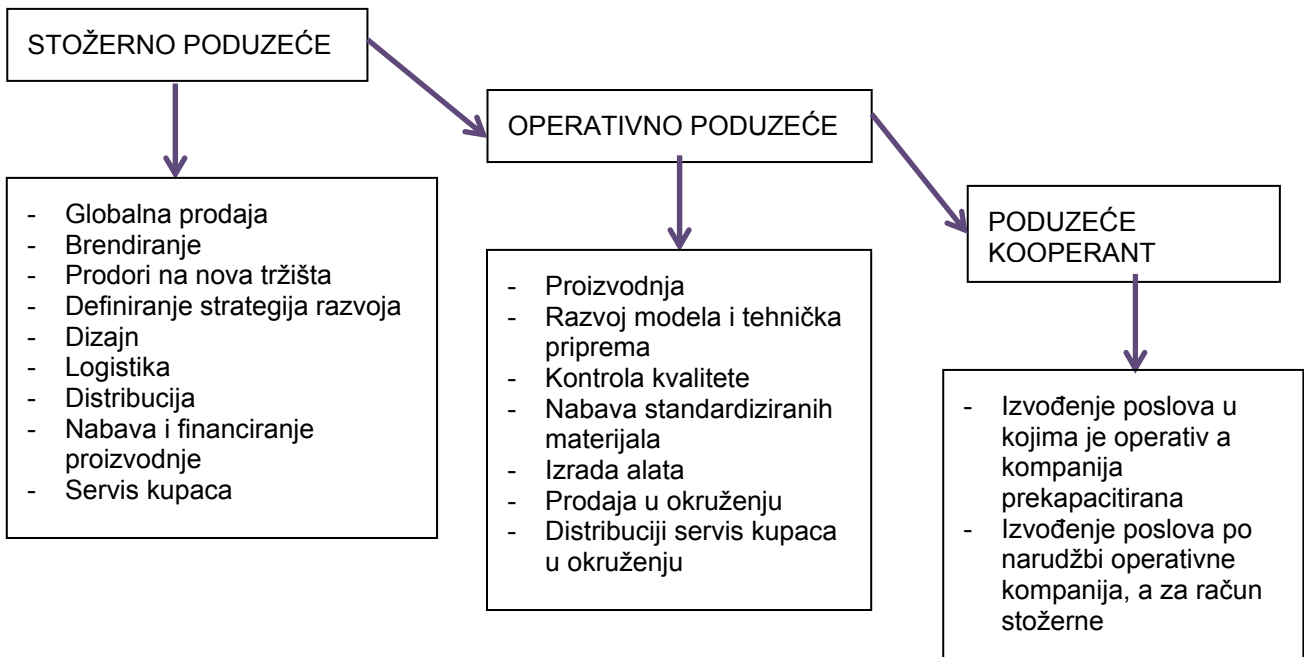 STOŽERNO PODUZEĆE
- Globalna prodaja
- Brendiranje
- Prodori na nova tržišta
- Definiranje strategija razvoja
- Dizajn
- Logistika
- Distribucija
- Nabava i financiranje
proizvodnje
- Servis kupaca
OPERATIVNO PODUZEĆE
- Proizvodnja
- Razvoj modela i tehnička
priprema
- Kontrola kvalitete
- Nabava standardiziranih
materijala
- Izrada alata
- Prodaja u okruženju
- Distribuciji servis kupaca
u okruženju
PODUZEĆE
KOOPERANT
- Izvođenje poslova u
kojima je operativ a
kompanija
prekapacitirana
- Izvođenje poslova po
narudžbi operativne
kompanija, a za račun
stožerne